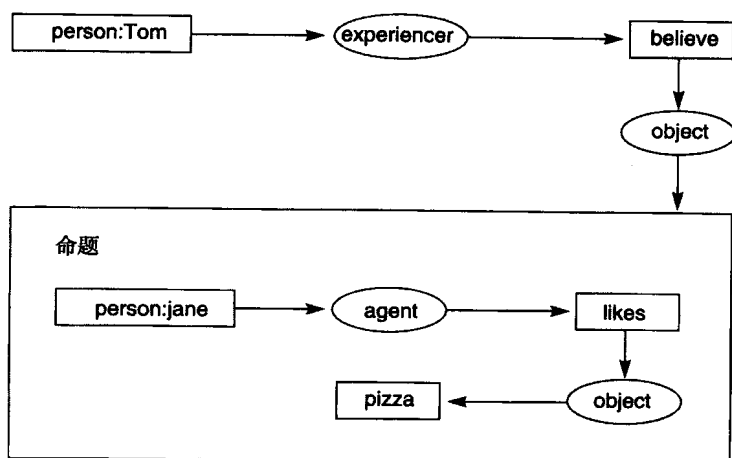 person:Tom
experiencer
believe
object
命题
person:jane
agent
likes
pizza
object